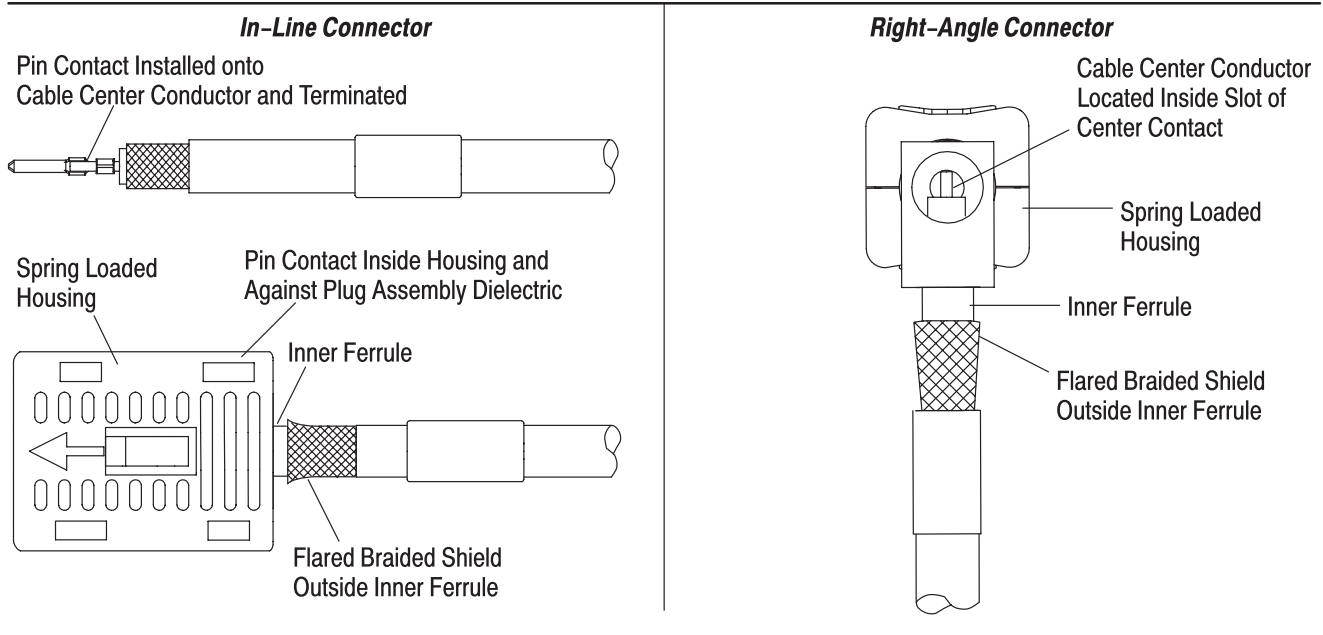 In–Line Connector
Pin Contact Installed onto
Cable Center Conductor and Terminated
Spring Loaded
Housing
Pin Contact Inside Housing and
Against Plug Assembly Dielectric
Inner Ferrule
Flared Braided Shield
Outside Inner Ferrule
Right–Angle Connector
Cable Center Conductor
Located Inside Slot of
Center Contact
Spring Loaded
Housing
Inner Ferrule
Flared Braided Shield
Outside Inner Ferrule